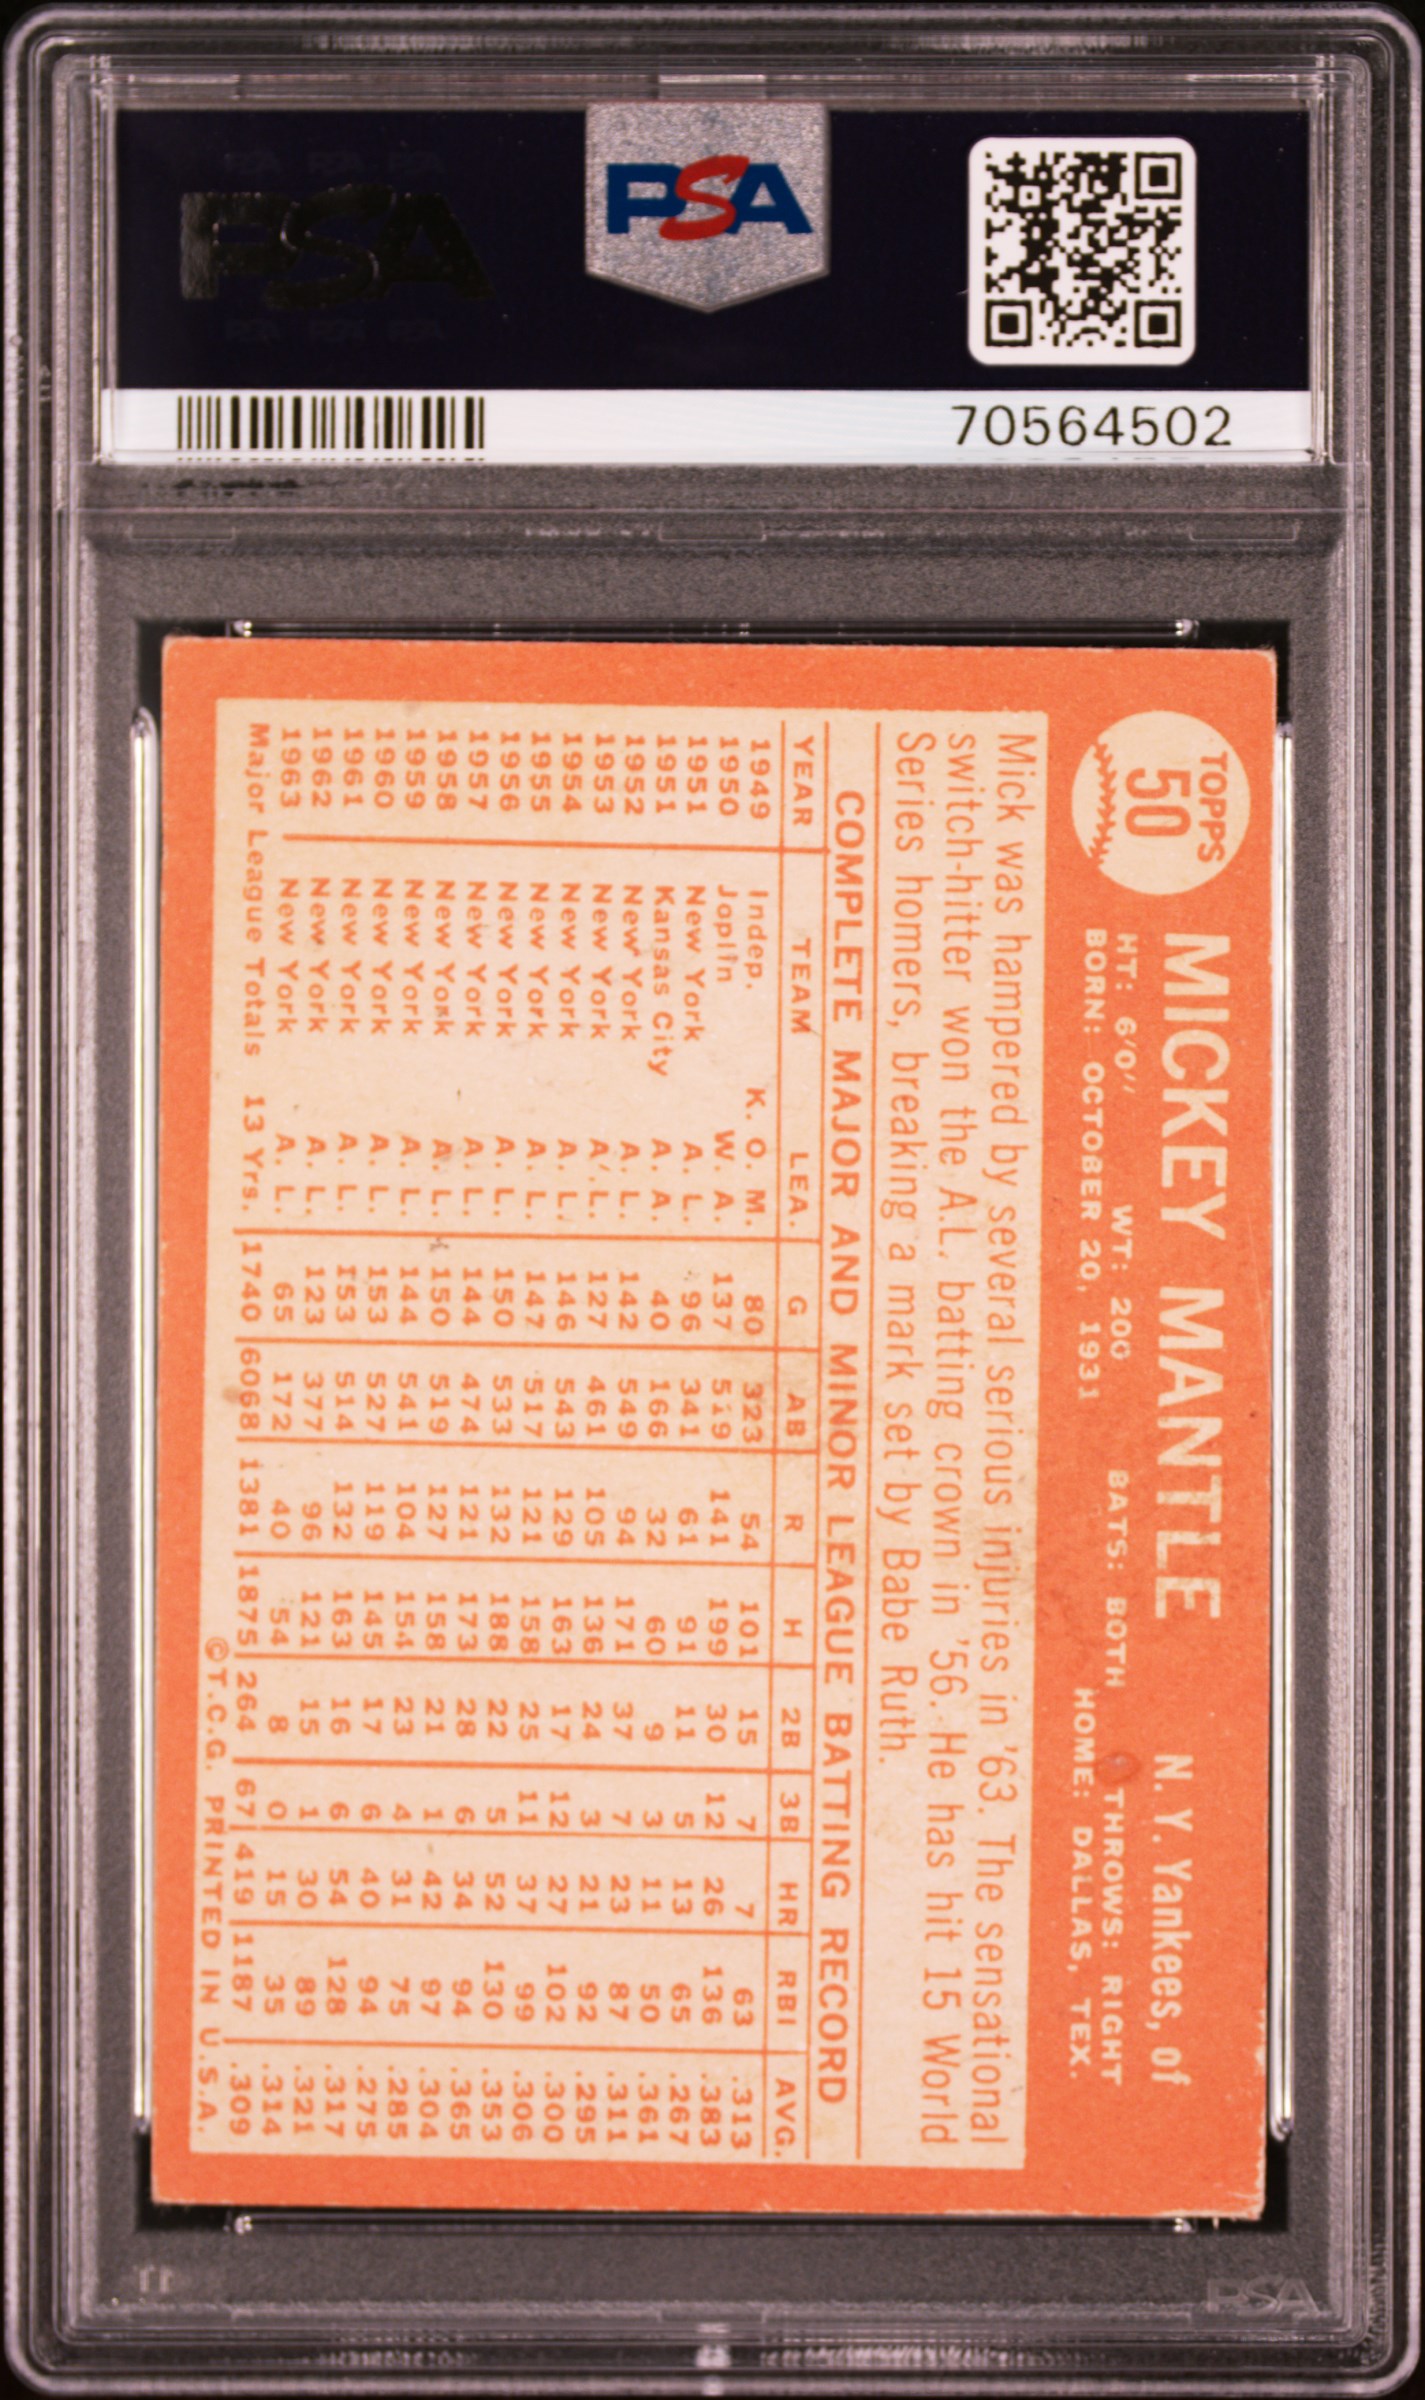 PSA
PSA
70564502
TOPPS
50
MICKEY MANTLE N. Y. Yankees, of
HT: 6'0'' WT: 200 BATS: BOTH THROWS: RIGHT
BORN: OCTOBER 20, 1931 HOME: DALLAS, TEX.
Mick was hampered by several serious injuries in '63. The sensational
switch-hitter won the A.L. batting crown in '56. He has hit 15 World
Series homers, breaking a mark set by Babe Ruth.
COMPLETE MAJOR AND MINOR LEAGUE BATTING RECORD
YEAR TEAM LEA. G AB R H 2B 3B HR RBI AVG.
1949 Indep. K. O. M. 80 323 54 101 15 7 7 63 .313
1950 Joplin W. A. 137 519 141 199 30 12 26 136 .383
1951 New York A. L. 96 341 61 91 11 5 13 65 .267
1951 Kansas City A. A. 40 166 32 60 9 3 11 50 .361
1952 New York A. L. 142 549 94 171 37 7 23 87 .311
1953 New York A. L. 127 461 105 136 24 3 21 92 .295
1954 New York A. L. 146 543 129 163 17 12 27 102 .300
1955 New York A. L. 147 517 121 158 25 11 37 99 .306
1956 New York A. L. 150 533 132 188 22 5 52 130 .353
1957 New York A. L. 144 474 121 173 28 6 34 94 .365
1958 New York A. L. 150 519 127 158 21 1 42 97 .304
1959 New York A. L. 144 541 104 154 23 4 31 75 .285
1960 New York A. L. 153 527 119 145 17 6 40 94 .275
1961 New York A. L. 153 514 132 163 16 6 54 128 .317
1962 New York A. L. 123 377 96 121 15 1 30 89 .321
1963 New York A. L. 65 172 40 54 8 0 15 35 .314
Major League Totals 13 Yrs. 1740 6068 1381 1875 264 67 419 1187 .309
©T.C.G. PRINTED IN U.S.A.
PSA